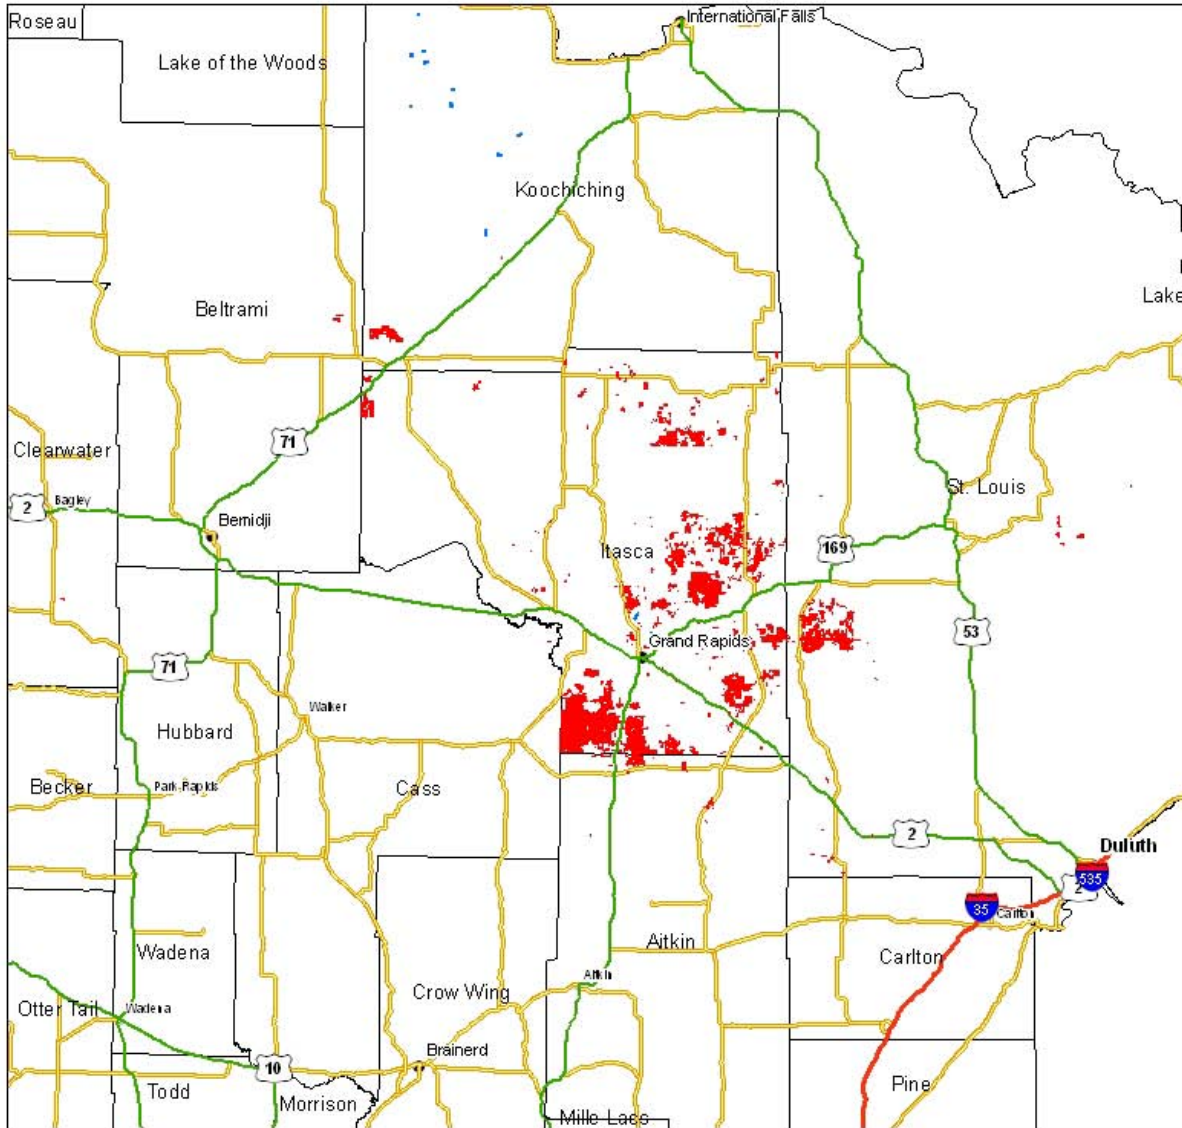 Roseau
International Falls
Lake of the Woods
Koochiching
Lake
Beltrami
71
Clearwater
2
Bagley
Bemidji
St. Louis
Itasca
169
53
Grand Rapids
71
Walker
Hubbard
Becker
Park Rapids
Cass
2
Duluth
535
2
35
Carlton
Aitkin
Wadena
Carlton
Aitkin
Crow Wing
Otter Tail
Wadena
Brainerd
10
Todd
Morrison
Pine
Mille Lacs